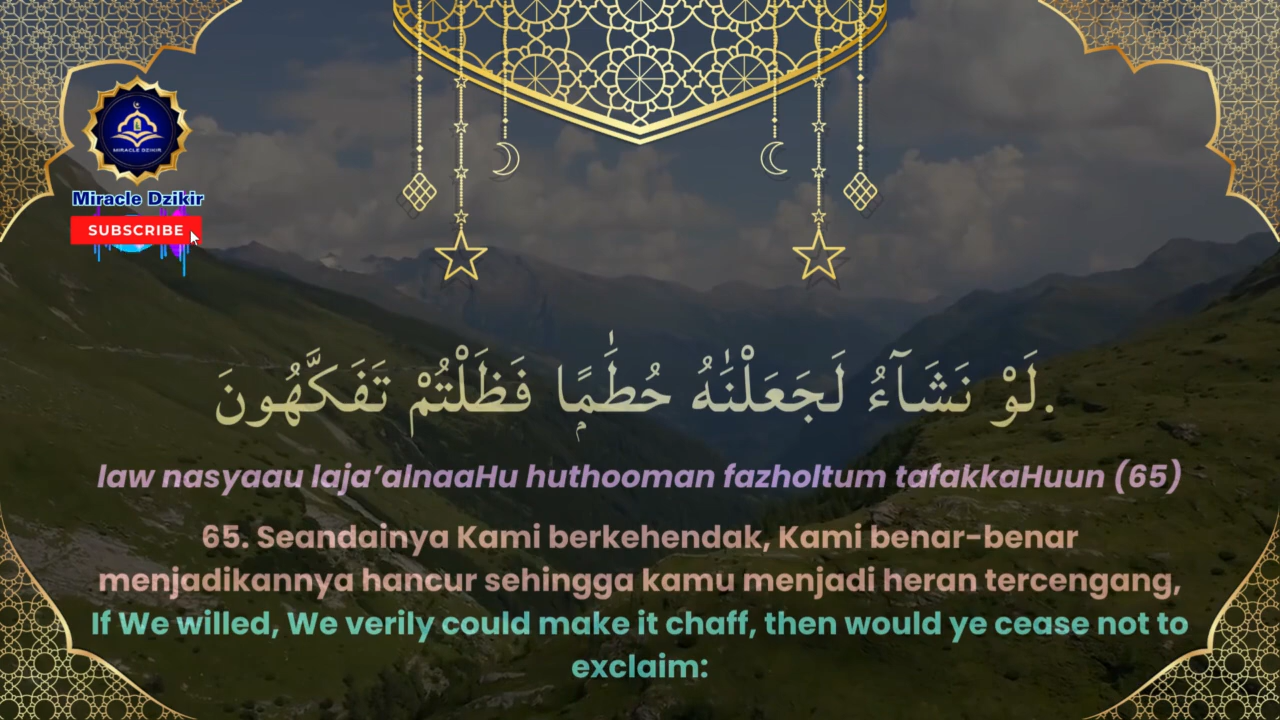 MIRACLE DZIKIR
Miracle Dzikir
SUBSCRIBE
لَوْ نَشَآءُ لَجَعَلْنَٰهُ حُطَٰمًۭا فَظَلْتُمْ تَفَكَّهُونَ.
law nasyaau laja’alnaaHu huthooman fazholtum tafakkaHuun (65)
65. Seandainya Kami berkehendak, Kami benar-benar
menjadikannya hancur sehingga kamu menjadi heran tercengang,
If We willed, We verily could make it chaff, then would ye cease not to
exclaim: